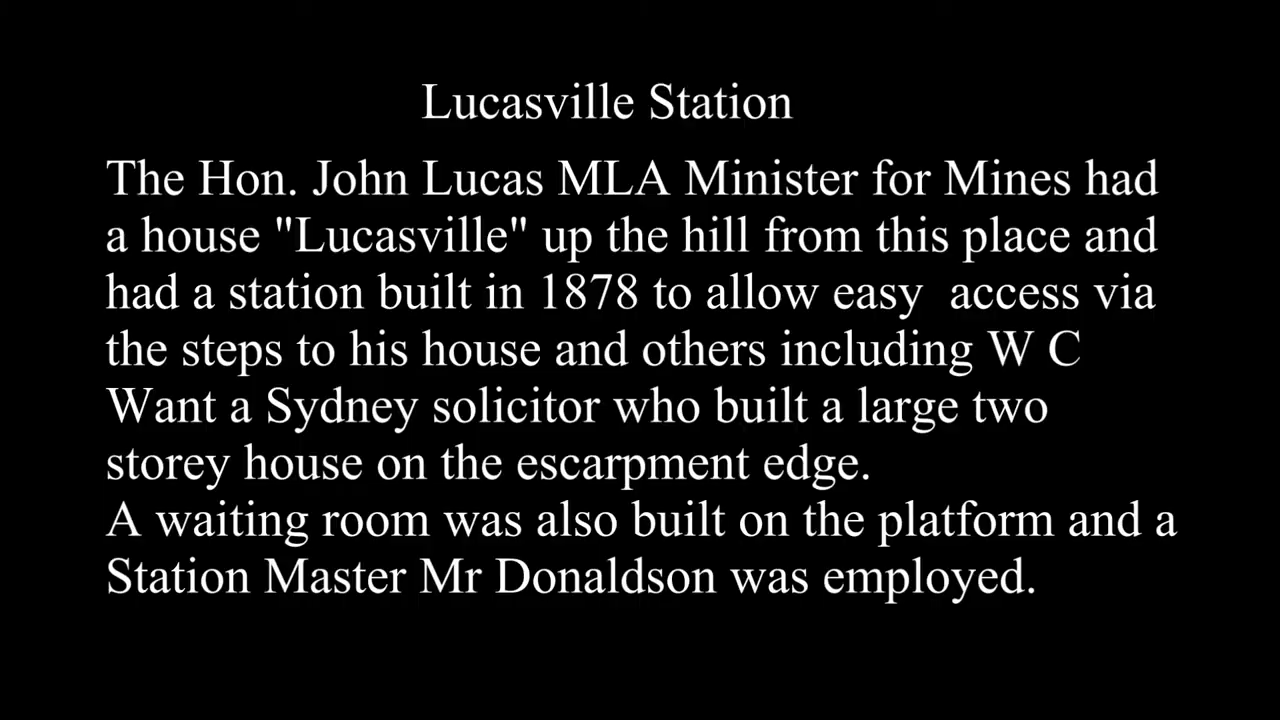 Lucasville Station
The Hon. John Lucas MLA Minister for Mines had
a house "Lucasville" up the hill from this place and
had a station built in 1878 to allow easy  access via
the steps to his house and others including W C
Want a Sydney solicitor who built a large two
storey house on the escarpment edge.
A waiting room was also built on the platform and a
Station Master Mr Donaldson was employed.